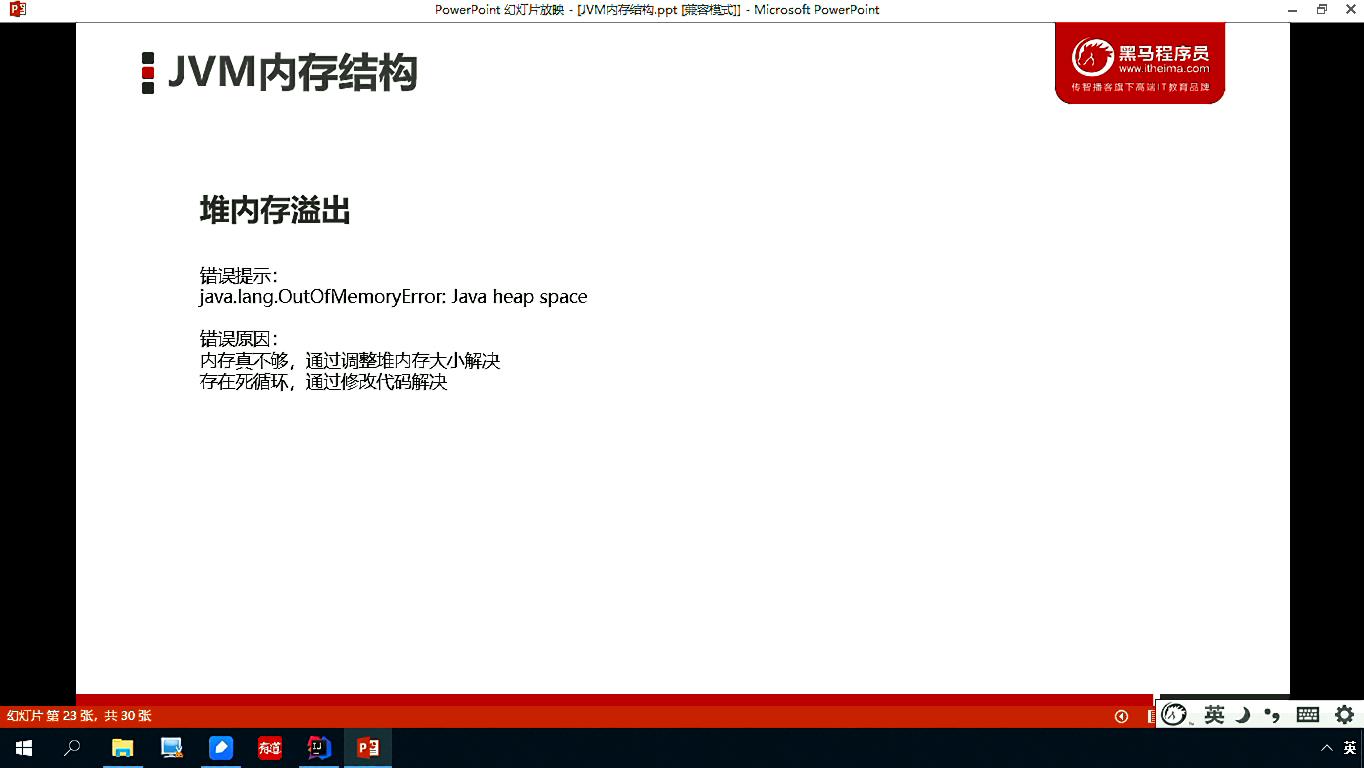 PowerPoint 幻灯片放映 - [JVM内存结构.ppt [兼容模式]] - Microsoft PowerPoint
JVM内存结构
黑马程序员
www.itheima.com
传智播客旗下高端IT教育品牌
堆内存溢出
错误提示：
java.lang.OutOfMemoryError: Java heap space
错误原因：
内存真不够，通过调整堆内存大小解决
存在死循环，通过修改代码解决
幻灯片 第 23 张，共 30 张
英
有道
IJ
P
英